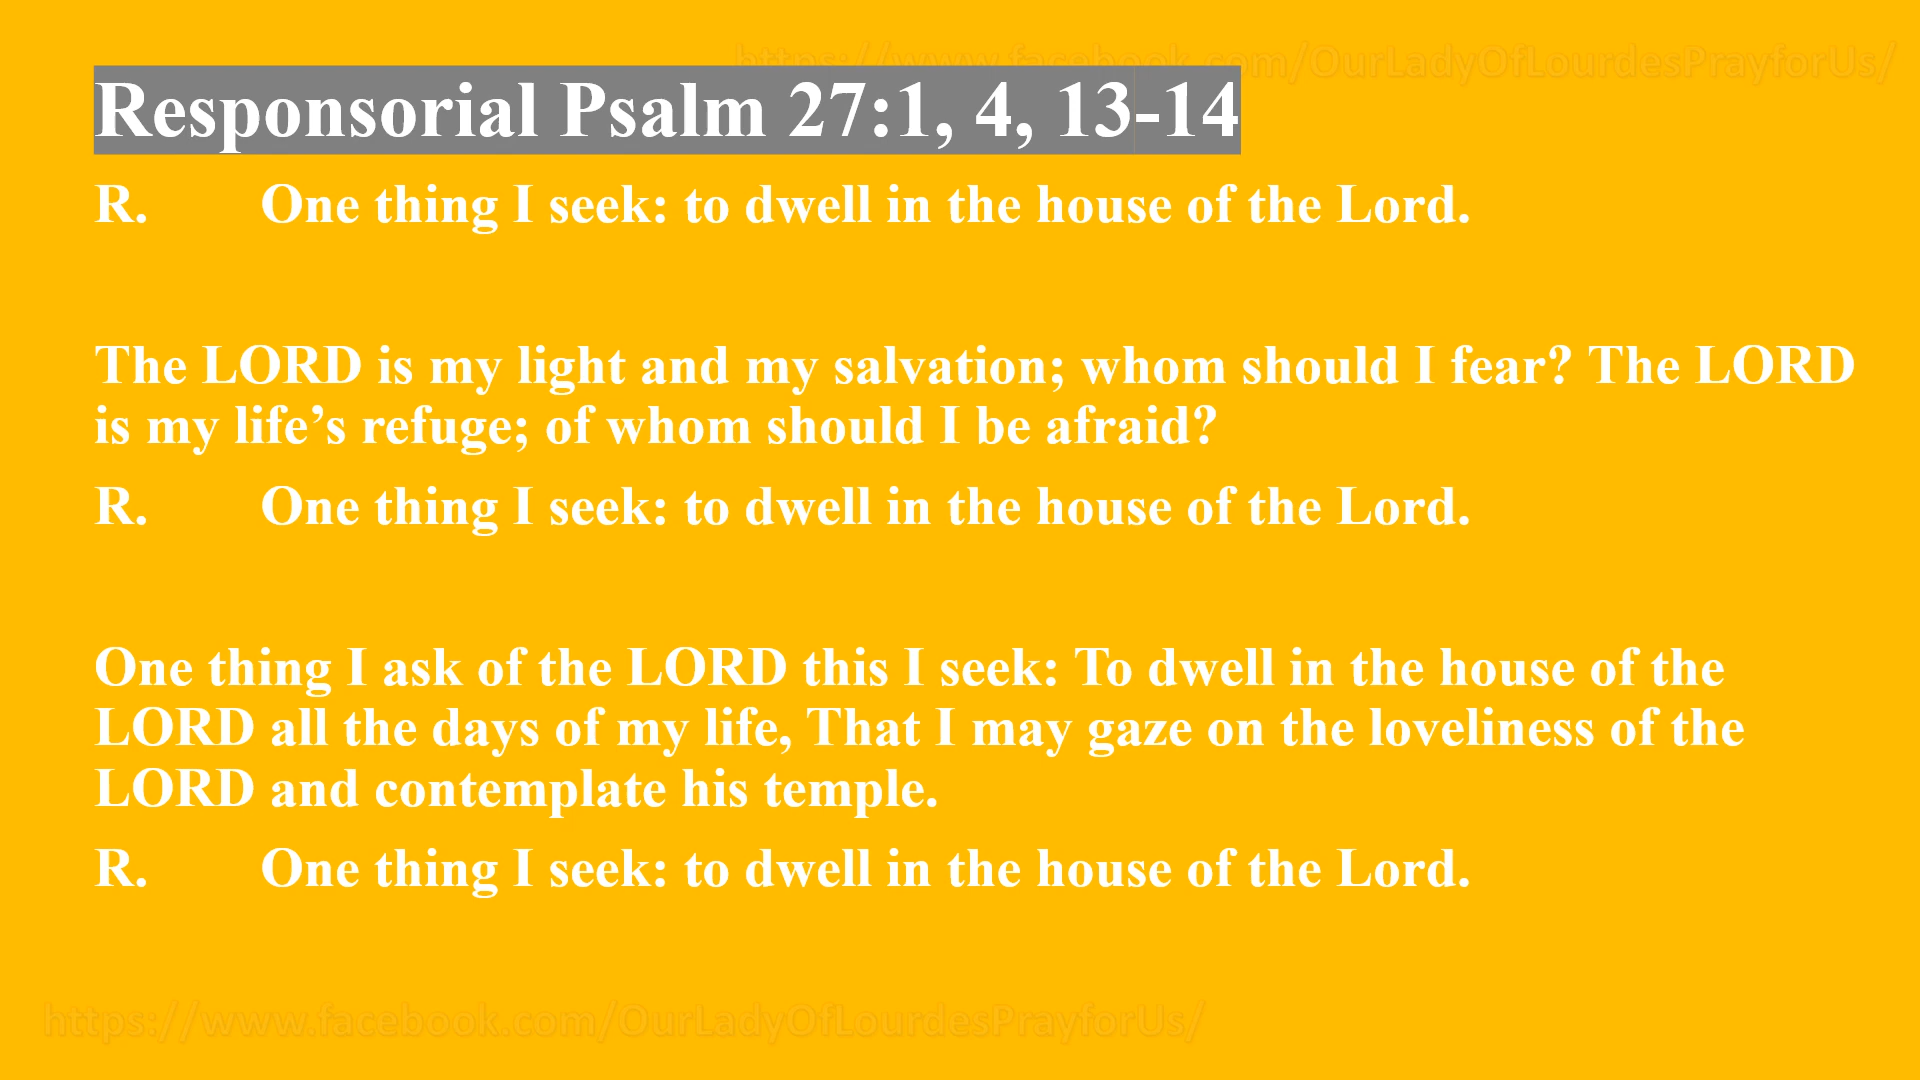 https://www.facebook.com/OurLadyOfLourdesPrayforUs/
Responsorial Psalm 27:1, 4, 13-14
R. One thing I seek: to dwell in the house of the Lord.
The LORD is my light and my salvation; whom should I fear? The LORD
is my life’s refuge; of whom should I be afraid?
R. One thing I seek: to dwell in the house of the Lord.
One thing I ask of the LORD this I seek: To dwell in the house of the
LORD all the days of my life, That I may gaze on the loveliness of the
LORD and contemplate his temple.
R. One thing I seek: to dwell in the house of the Lord.
https://www.facebook.com/OurLadyOfLourdesPrayforUs/